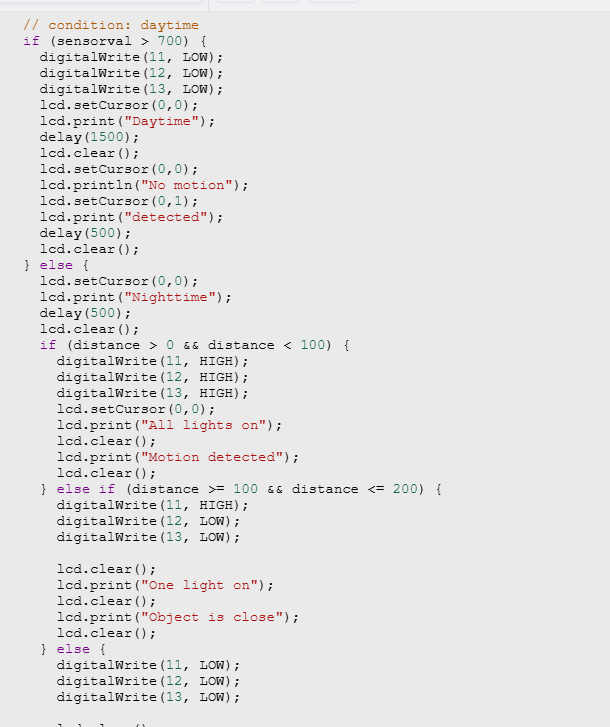 // condition: daytime
if (sensorval > 700) {
digitalWrite(11, LOW);
digitalWrite(12, LOW);
digitalWrite(13, LOW);
lcd.setCursor(0,0);
lcd.print("Daytime");
delay(1500);
lcd.clear();
lcd.setCursor(0,0);
lcd.println("No motion");
lcd.setCursor(0,1);
lcd.print("detected");
delay(500);
lcd.clear();
} else {
lcd.setCursor(0,0);
lcd.print("Nighttime");
delay(500);
lcd.clear();
if (distance > 0 && distance < 100) {
digitalWrite(11, HIGH);
digitalWrite(12, HIGH);
digitalWrite(13, HIGH);
lcd.setCursor(0,0);
lcd.print("All lights on");
lcd.clear();
lcd.print("Motion detected");
lcd.clear();
} else if (distance >= 100 && distance <= 200) {
digitalWrite(11, HIGH);
digitalWrite(12, LOW);
digitalWrite(13, LOW);
lcd.clear();
lcd.print("One light on");
lcd.clear();
lcd.print("Object is close");
lcd.clear();
} else {
digitalWrite(11, LOW);
digitalWrite(12, LOW);
digitalWrite(13, LOW);